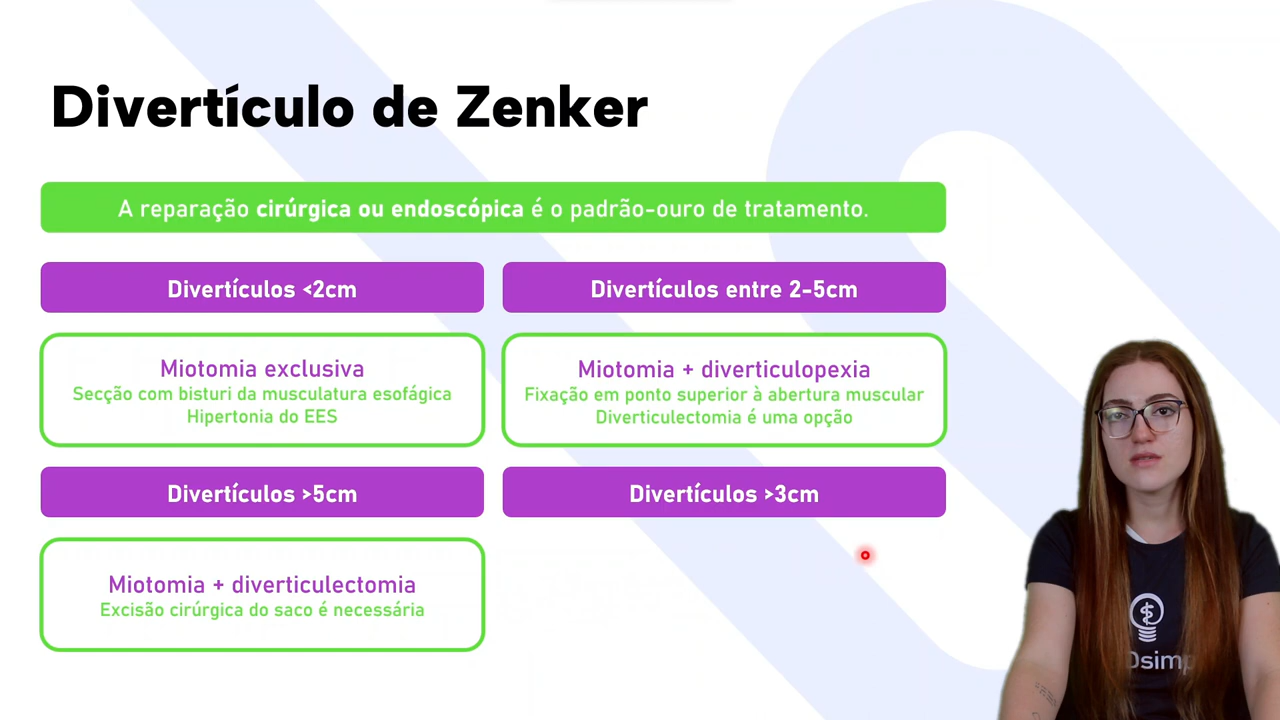 Divertículo de Zenker
A reparação cirúrgica ou endoscópica é o padrão-ouro de tratamento.
Divertículos <2cm
Divertículos entre 2-5cm
Miotomia exclusiva
Secção com bisturi da musculatura esofágica
Hipertonia do EES
Miotomia + diverticulopexia
Fixação em ponto superior à abertura muscular
Diverticulectomia é uma opção
Divertículos >5cm
Divertículos >3cm
Miotomia + diverticulectomia
Excisão cirúrgica do saco é necessária